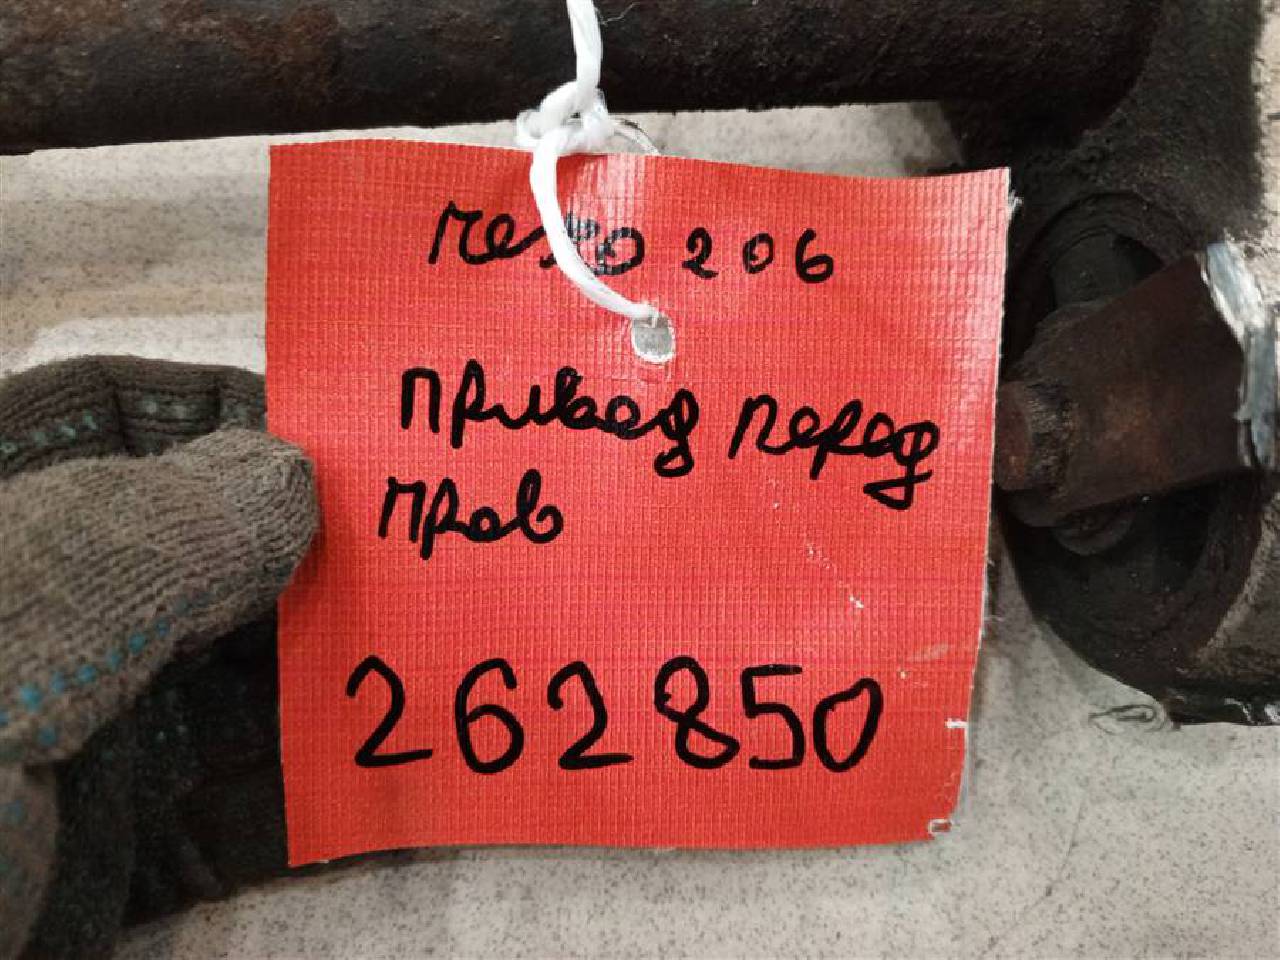 пежо 206
привод перед
прав
262850